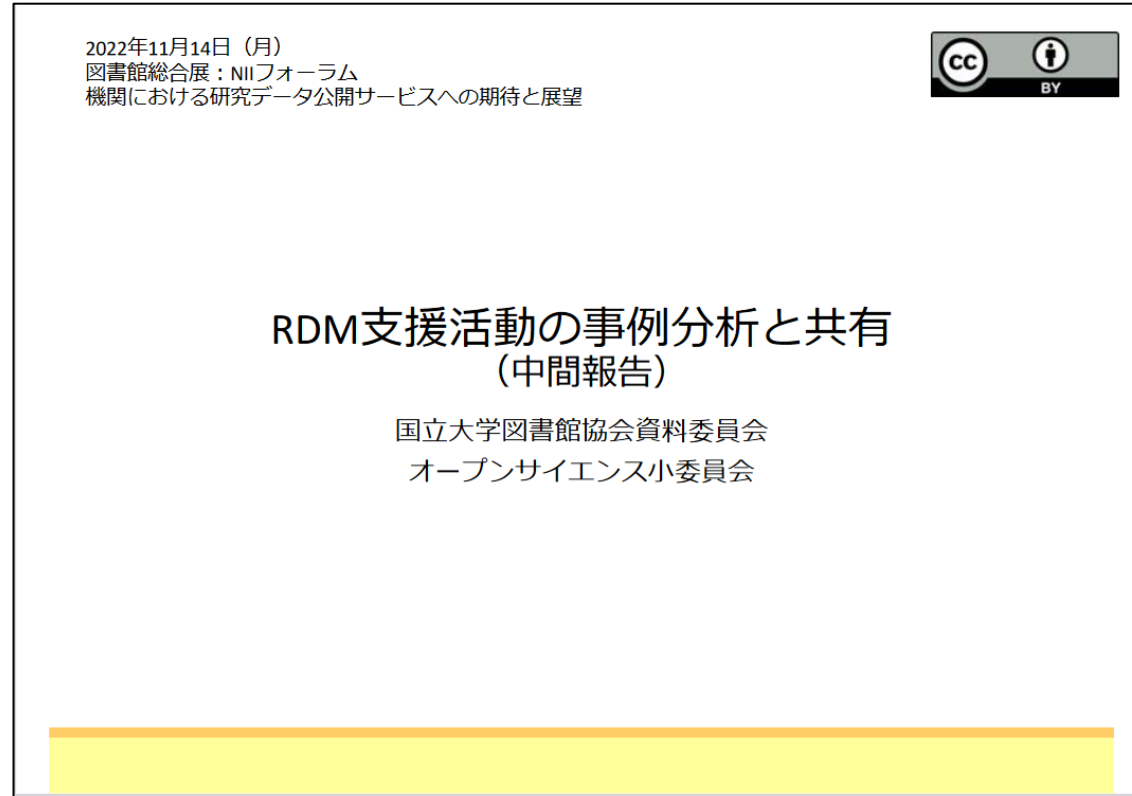 2022年11月14日（月）
図書館総合展：NIIフォーラム
機関における研究データ公開サービスへの期待と展望
cc
BY
RDM支援活動の事例分析と共有
（中間報告）
国立大学図書館協会資料委員会
オープンサイエンス小委員会